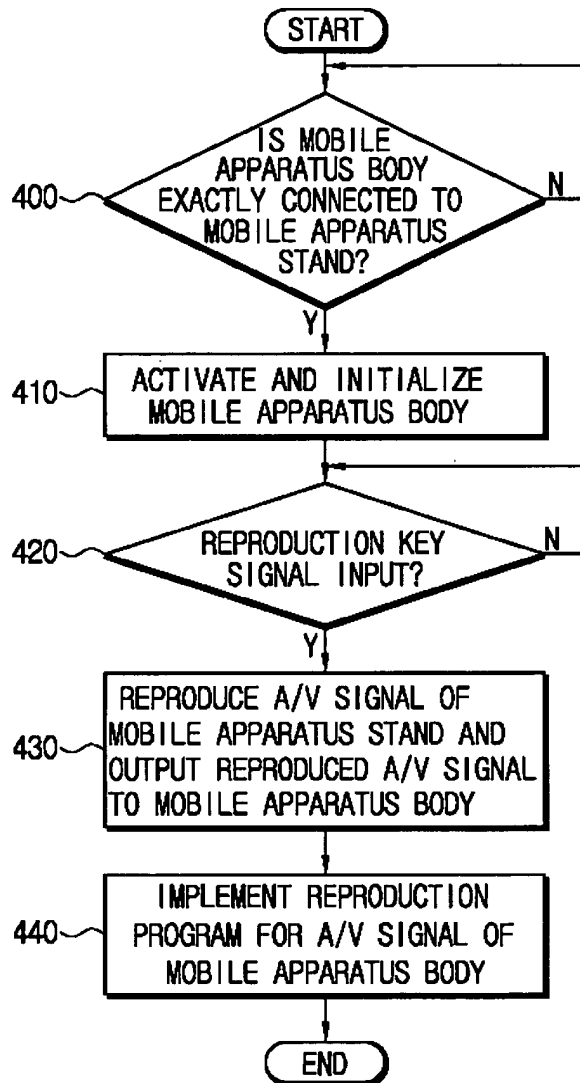 START
IS MOBILE
APPARATUS BODY
EXACTLY CONNECTED TO
MOBILE APPARATUS
STAND?
400
N
Y
410
ACTIVATE AND INITIALIZE
MOBILE APPARATUS BODY
420
REPRODUCTION KEY
SIGNAL INPUT?
N
Y
430
REPRODUCE A/V SIGNAL OF
MOBILE APPARATUS STAND AND
OUTPUT REPRODUCED A/V SIGNAL
TO MOBILE APPARATUS BODY
440
IMPLEMENT REPRODUCTION
PROGRAM FOR A/V SIGNAL OF
MOBILE APPARATUS BODY
END